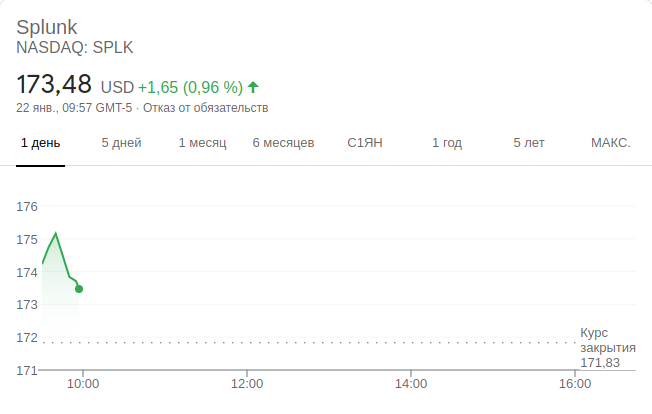 Splunk
NASDAQ: SPLK
173,48 USD +1,65 (0,96 %)
22 янв., 09:57 GMT-5 · Отказ от обязательств
1 день 5 дней 1 месяц 6 месяцев С1ЯН 1 год 5 лет МАКС.
176
175
174
173
172
171
Курс
закрытия
171,83
10:00 12:00 14:00 16:00